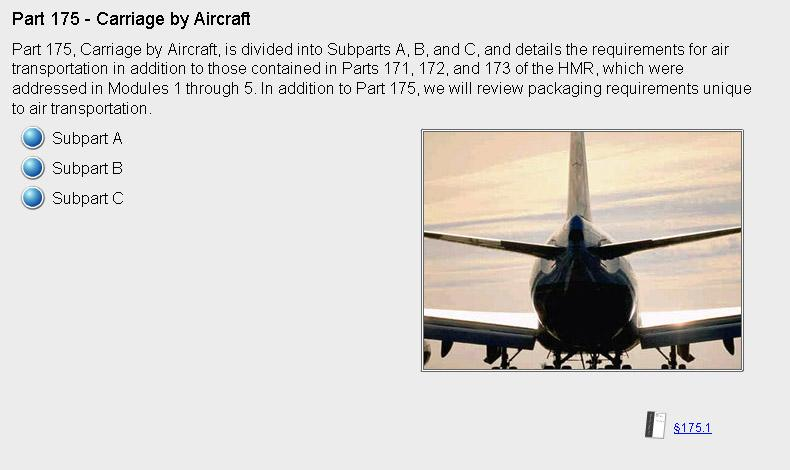 Part 175 - Carriage by Aircraft
Part 175, Carriage by Aircraft, is divided into Subparts A, B, and C, and details the requirements for air
transportation in addition to those contained in Parts 171, 172, and 173 of the HMR, which were
addressed in Modules 1 through 5. In addition to Part 175, we will review packaging requirements unique
to air transportation.
Subpart A
Subpart B
Subpart C
§175.1